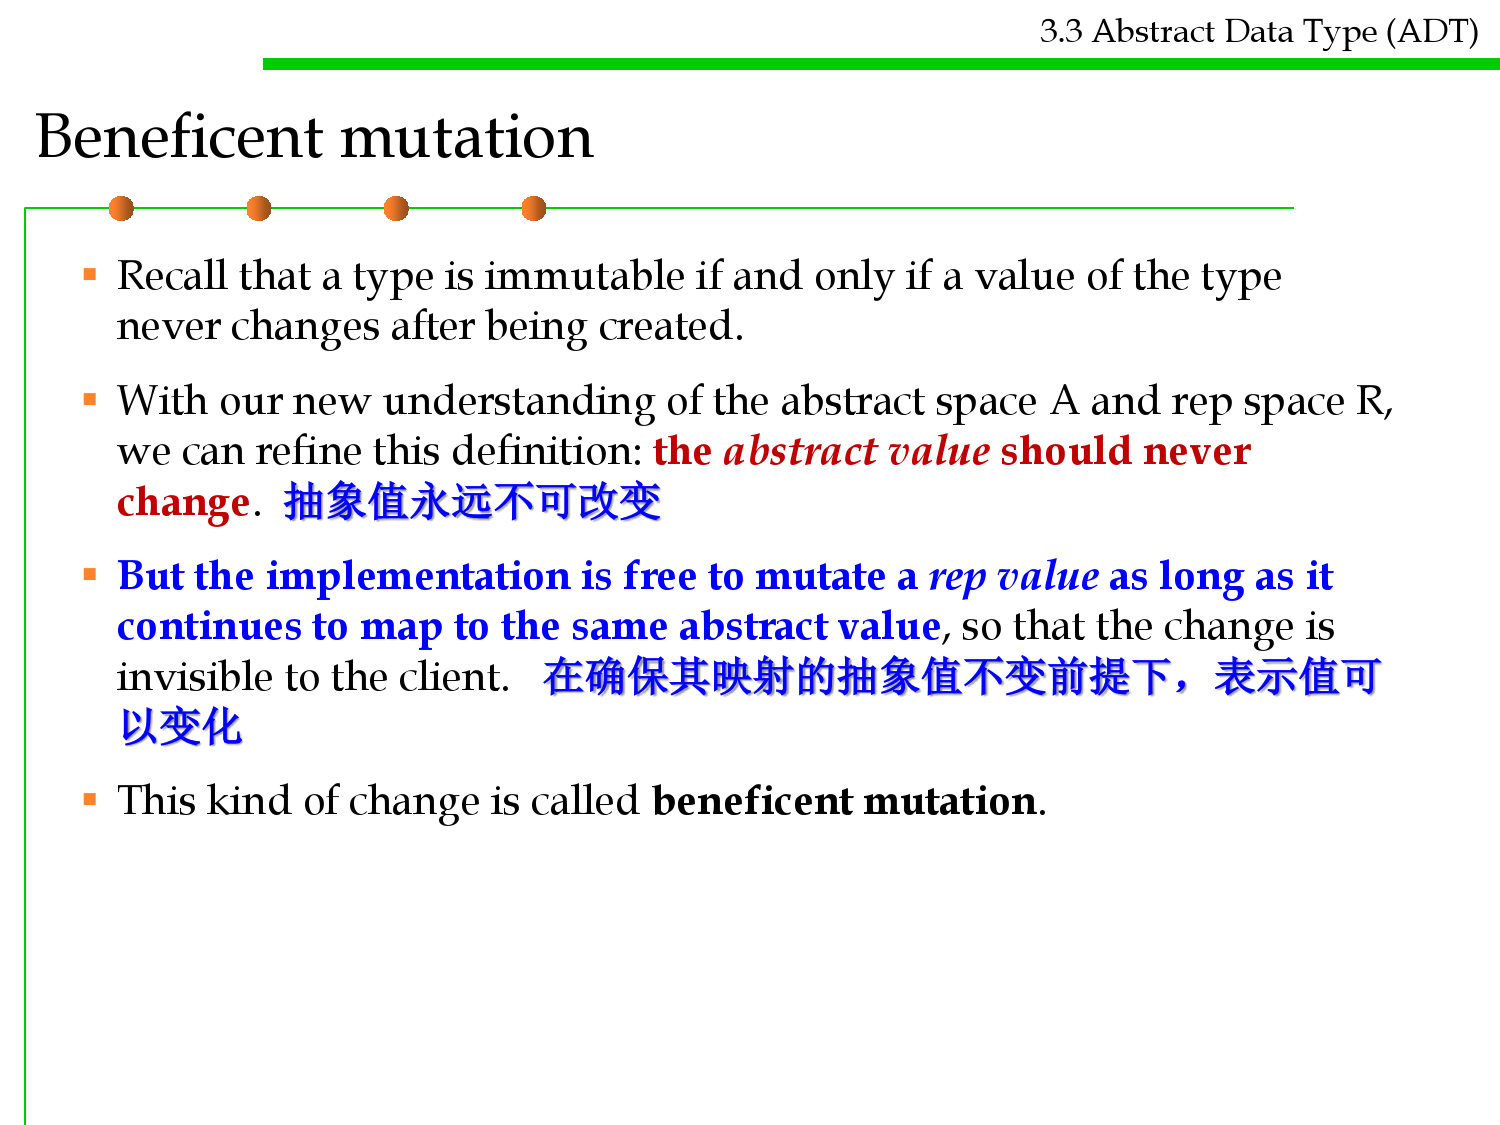 3.3 Abstract Data Type (ADT)
Beneficent mutation
▪ Recall that a type is immutable if and only if a value of the type
never changes after being created.
▪ With our new understanding of the abstract space A and rep space R,
we can refine this definition: the abstract value should never
change. 抽象值永远不可改变
▪ But the implementation is free to mutate a rep value as long as it
continues to map to the same abstract value, so that the change is
invisible to the client. 在确保其映射的抽象值不变前提下，表示值可
以变化
▪ This kind of change is called beneficent mutation.